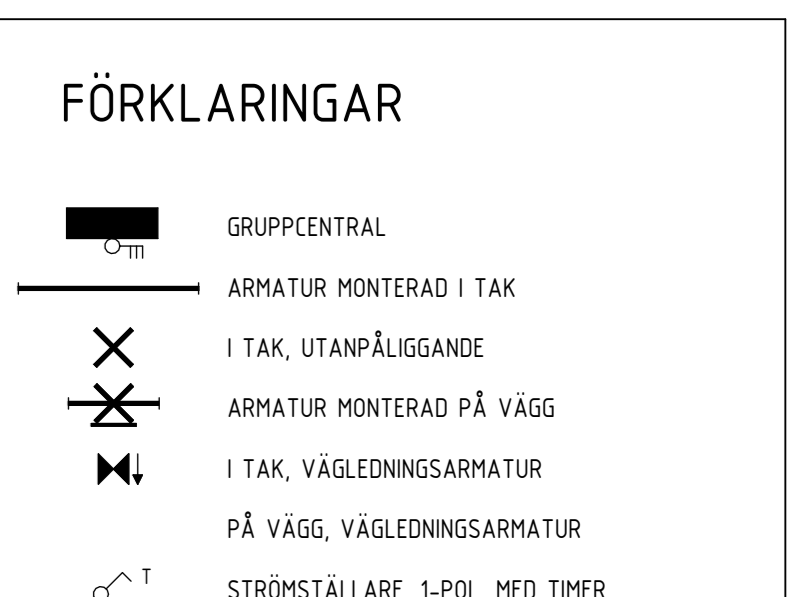 FÖRKLARINGAR
GRUPPCENTRAL
ARMATUR MONTERAD I TAK
I TAK, UTANPÅLIGGANDE
ARMATUR MONTERAD PÅ VÄGG
I TAK, VÄGLEDNINGSARMATUR
PÅ VÄGG, VÄGLEDNINGSARMATUR
T STRÖMSTÄLLARE, 1-POL, MED TIMER